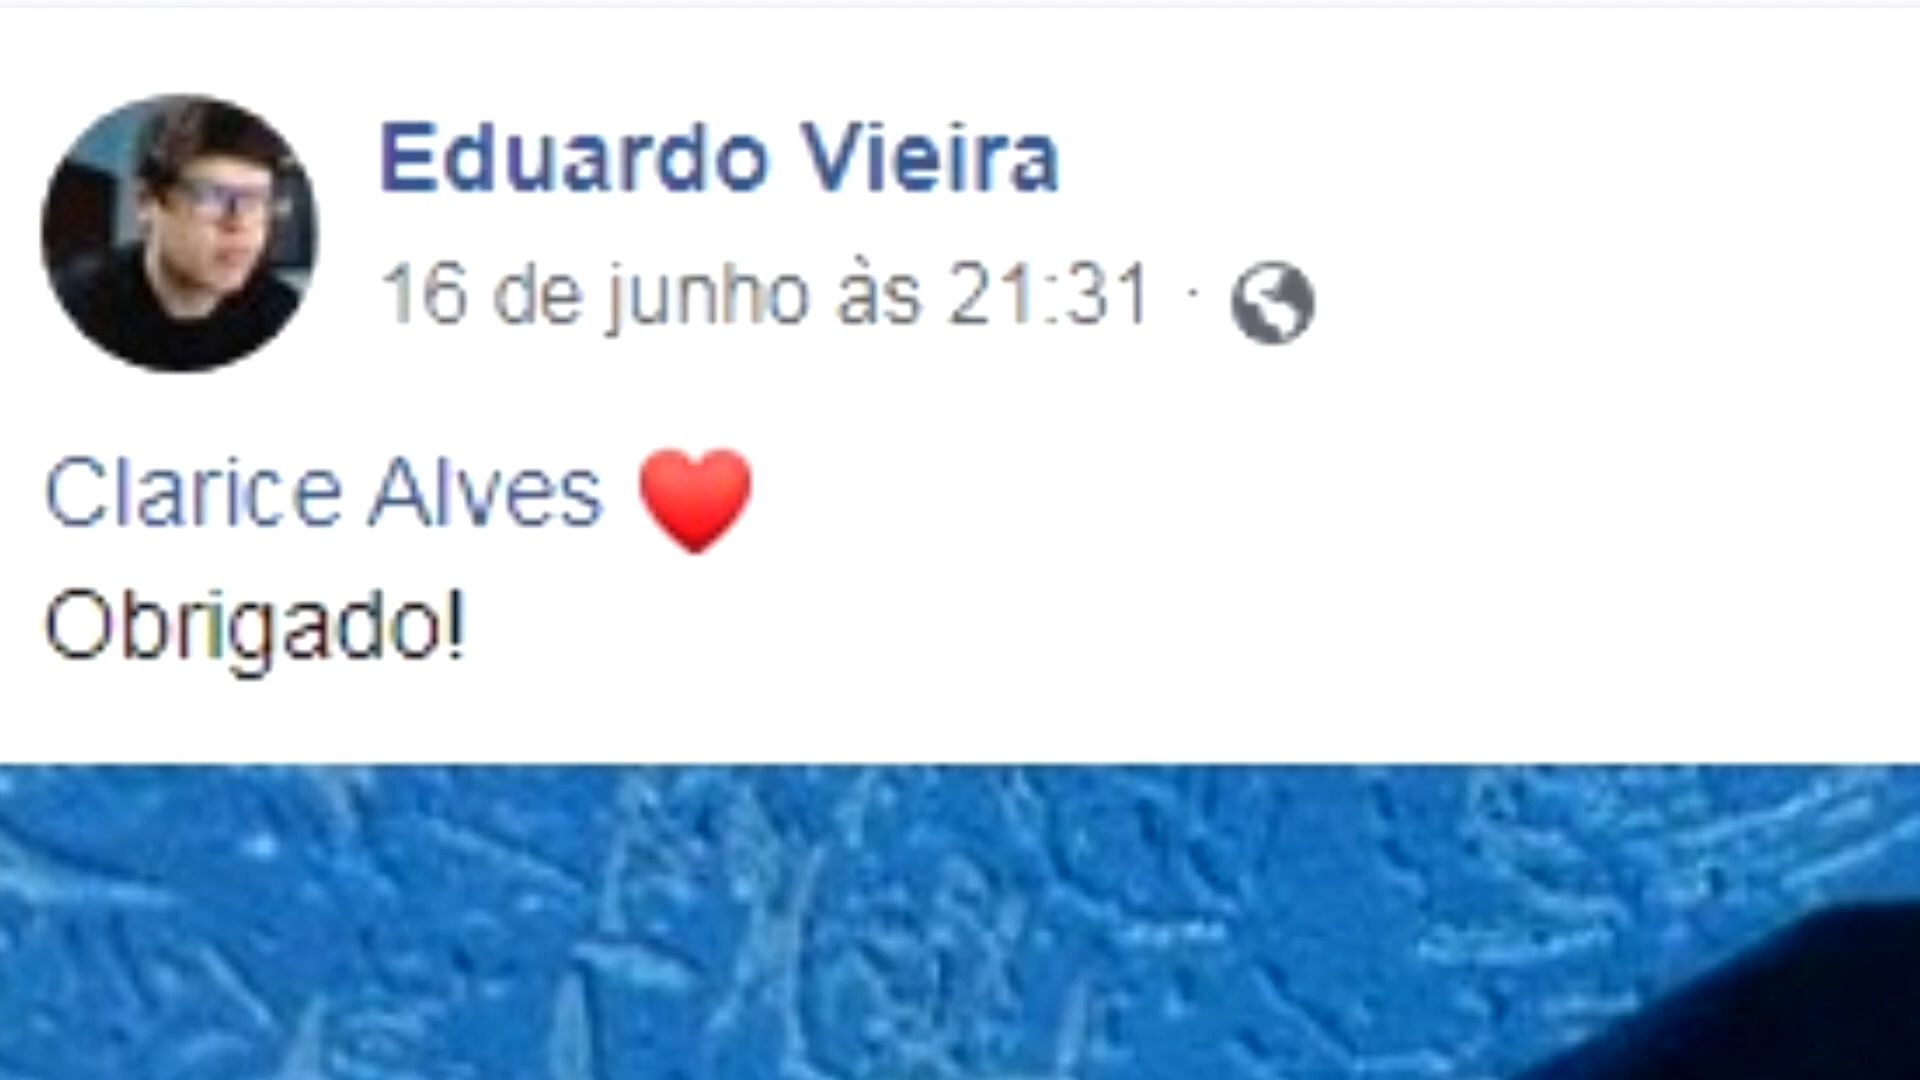 Eduardo Vieira
16 de junho às 21:31 ·
Clarice Alves ❤️
Obrigado!